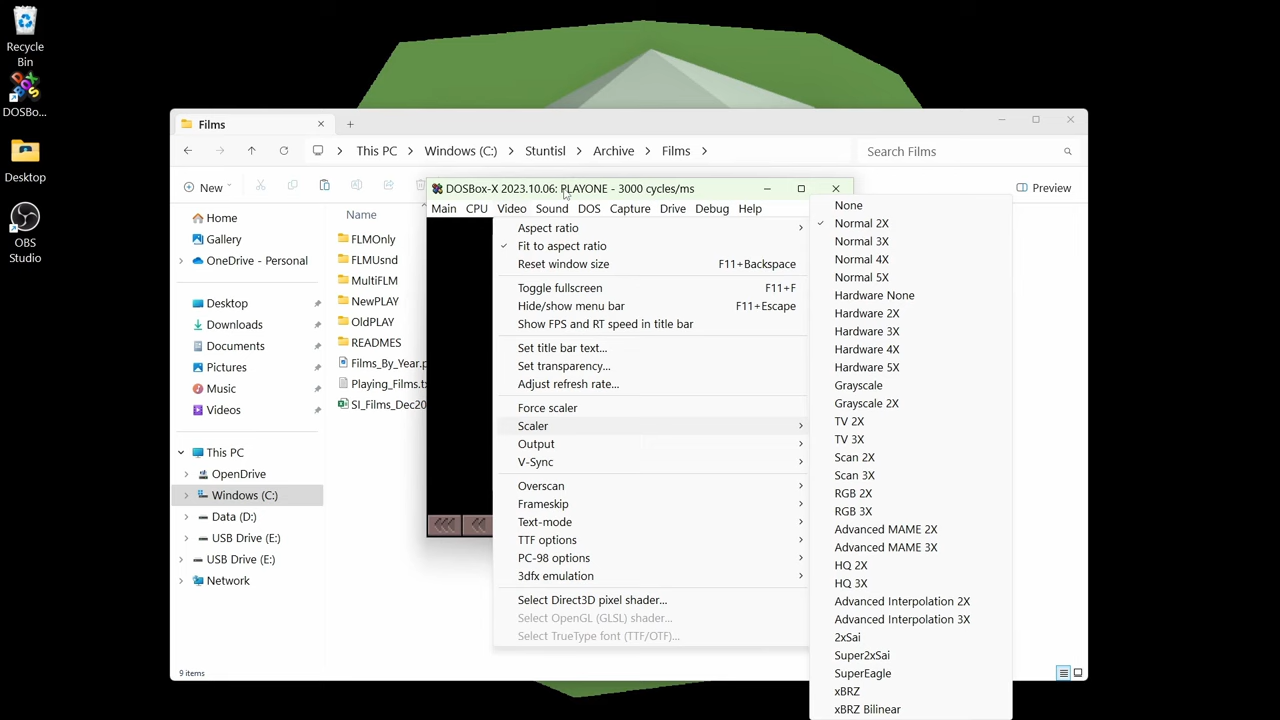 Recycle
Bin
DOSBo...
Desktop
OBS
Studio
Films
This PC
Windows (C:)
Stuntisl
Archive
Films
Search Films
New
Preview
Home
Gallery
OneDrive - Personal
Desktop
Downloads
Documents
Pictures
Music
Videos
This PC
OpenDrive
Windows (C:)
Data (D:)
USB Drive (E:)
USB Drive (E:)
Network
9 items
Name
FLMOnly
FLMUsnd
MultiFLM
NewPLAY
OldPLAY
READMES
Films_By_Year.p
Playing_Films.tx
SI_Films_Dec20
DOSBox-X 2023.10.06: PLAYONE - 3000 cycles/ms
Main CPU Video Sound DOS Capture Drive Debug Help
Aspect ratio
Fit to aspect ratio
Reset window size F11+Backspace
Toggle fullscreen F11+F
Hide/show menu bar F11+Escape
Show FPS and RT speed in title bar
Set title bar text...
Set transparency...
Adjust refresh rate...
Force scaler
Scaler
Output
V-Sync
Overscan
Frameskip
Text-mode
TTF options
PC-98 options
3dfx emulation
Select Direct3D pixel shader...
Select OpenGL (GLSL) shader...
Select TrueType font (TTF/OTF)...
None
Normal 2X
Normal 3X
Normal 4X
Normal 5X
Hardware None
Hardware 2X
Hardware 3X
Hardware 4X
Hardware 5X
Grayscale
Grayscale 2X
TV 2X
TV 3X
Scan 2X
Scan 3X
RGB 2X
RGB 3X
Advanced MAME 2X
Advanced MAME 3X
HQ 2X
HQ 3X
Advanced Interpolation 2X
Advanced Interpolation 3X
2xSai
Super2xSai
SuperEagle
xBRZ
xBRZ Bilinear